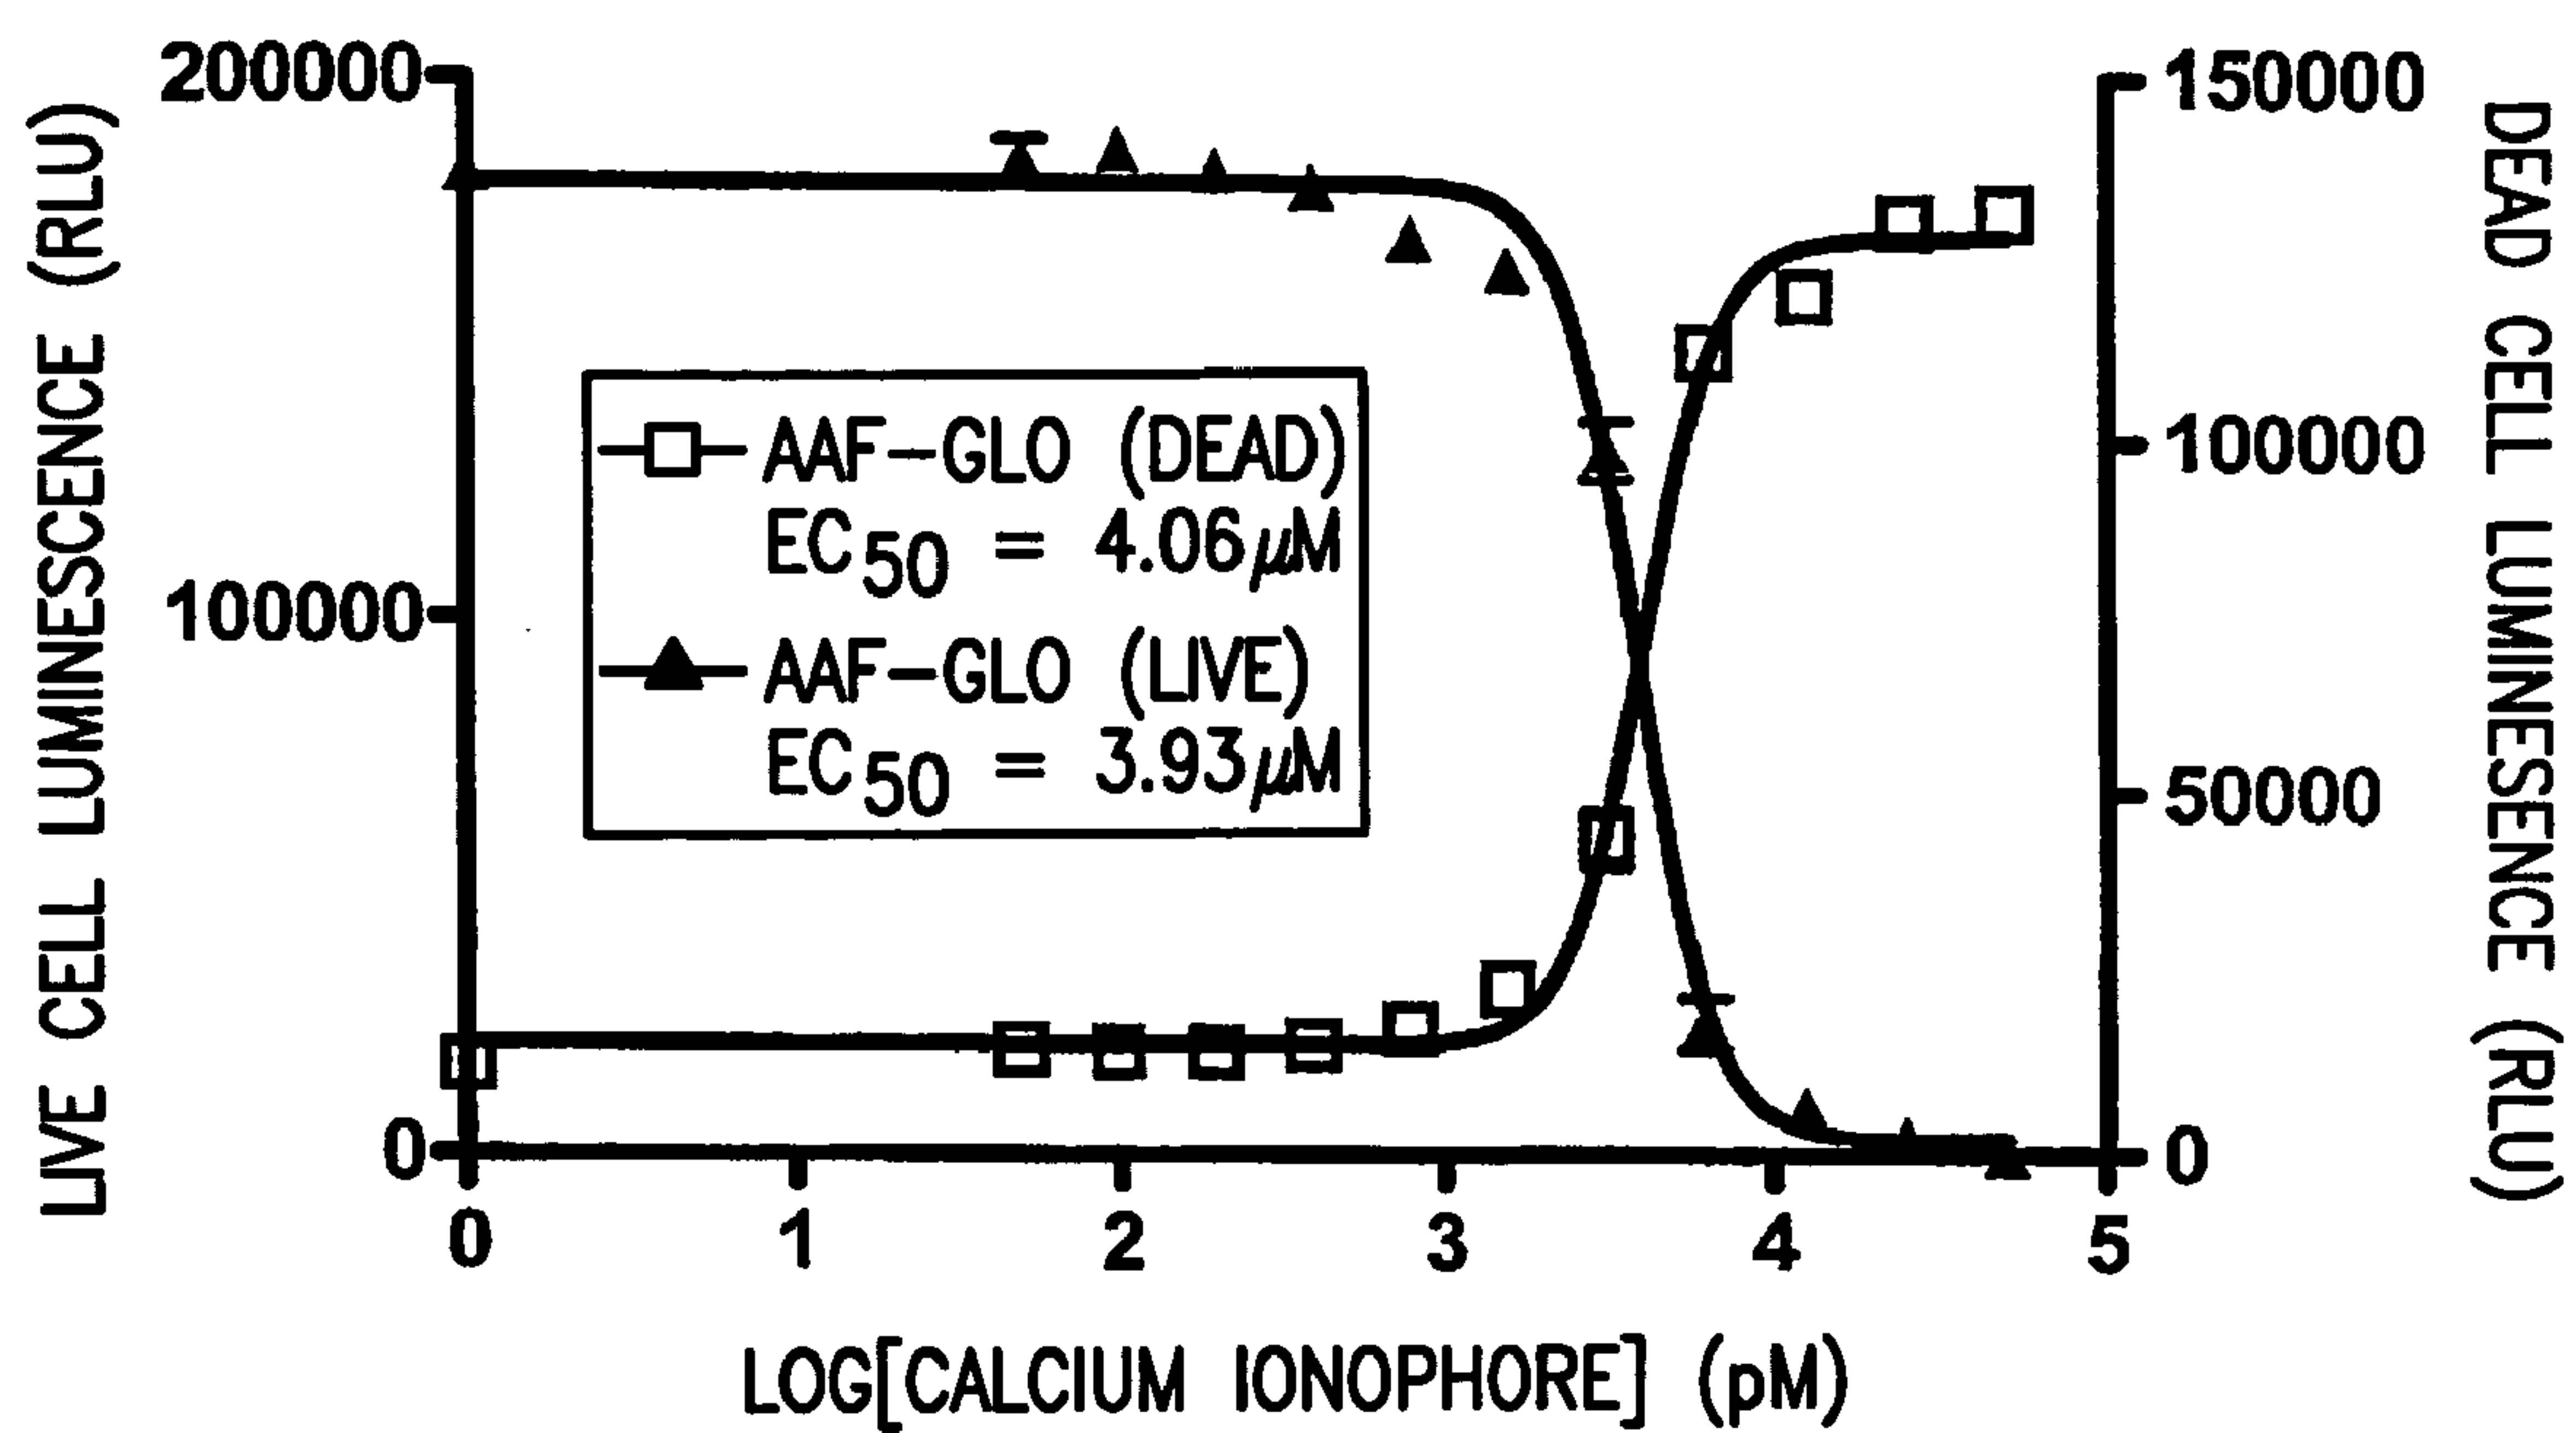 LIVE CELL LUMINESCENCE (RLU)
200000
100000
0
AAF-GLO (DEAD)
EC50 = 4.06µM
AAF-GLO (LIVE)
EC50 = 3.93µM
150000
100000
50000
0
DEAD CELL LUMINESENCE (RLU)
0 1 2 3 4 5
LOG[CALCIUM IONOPHORE] (pM)